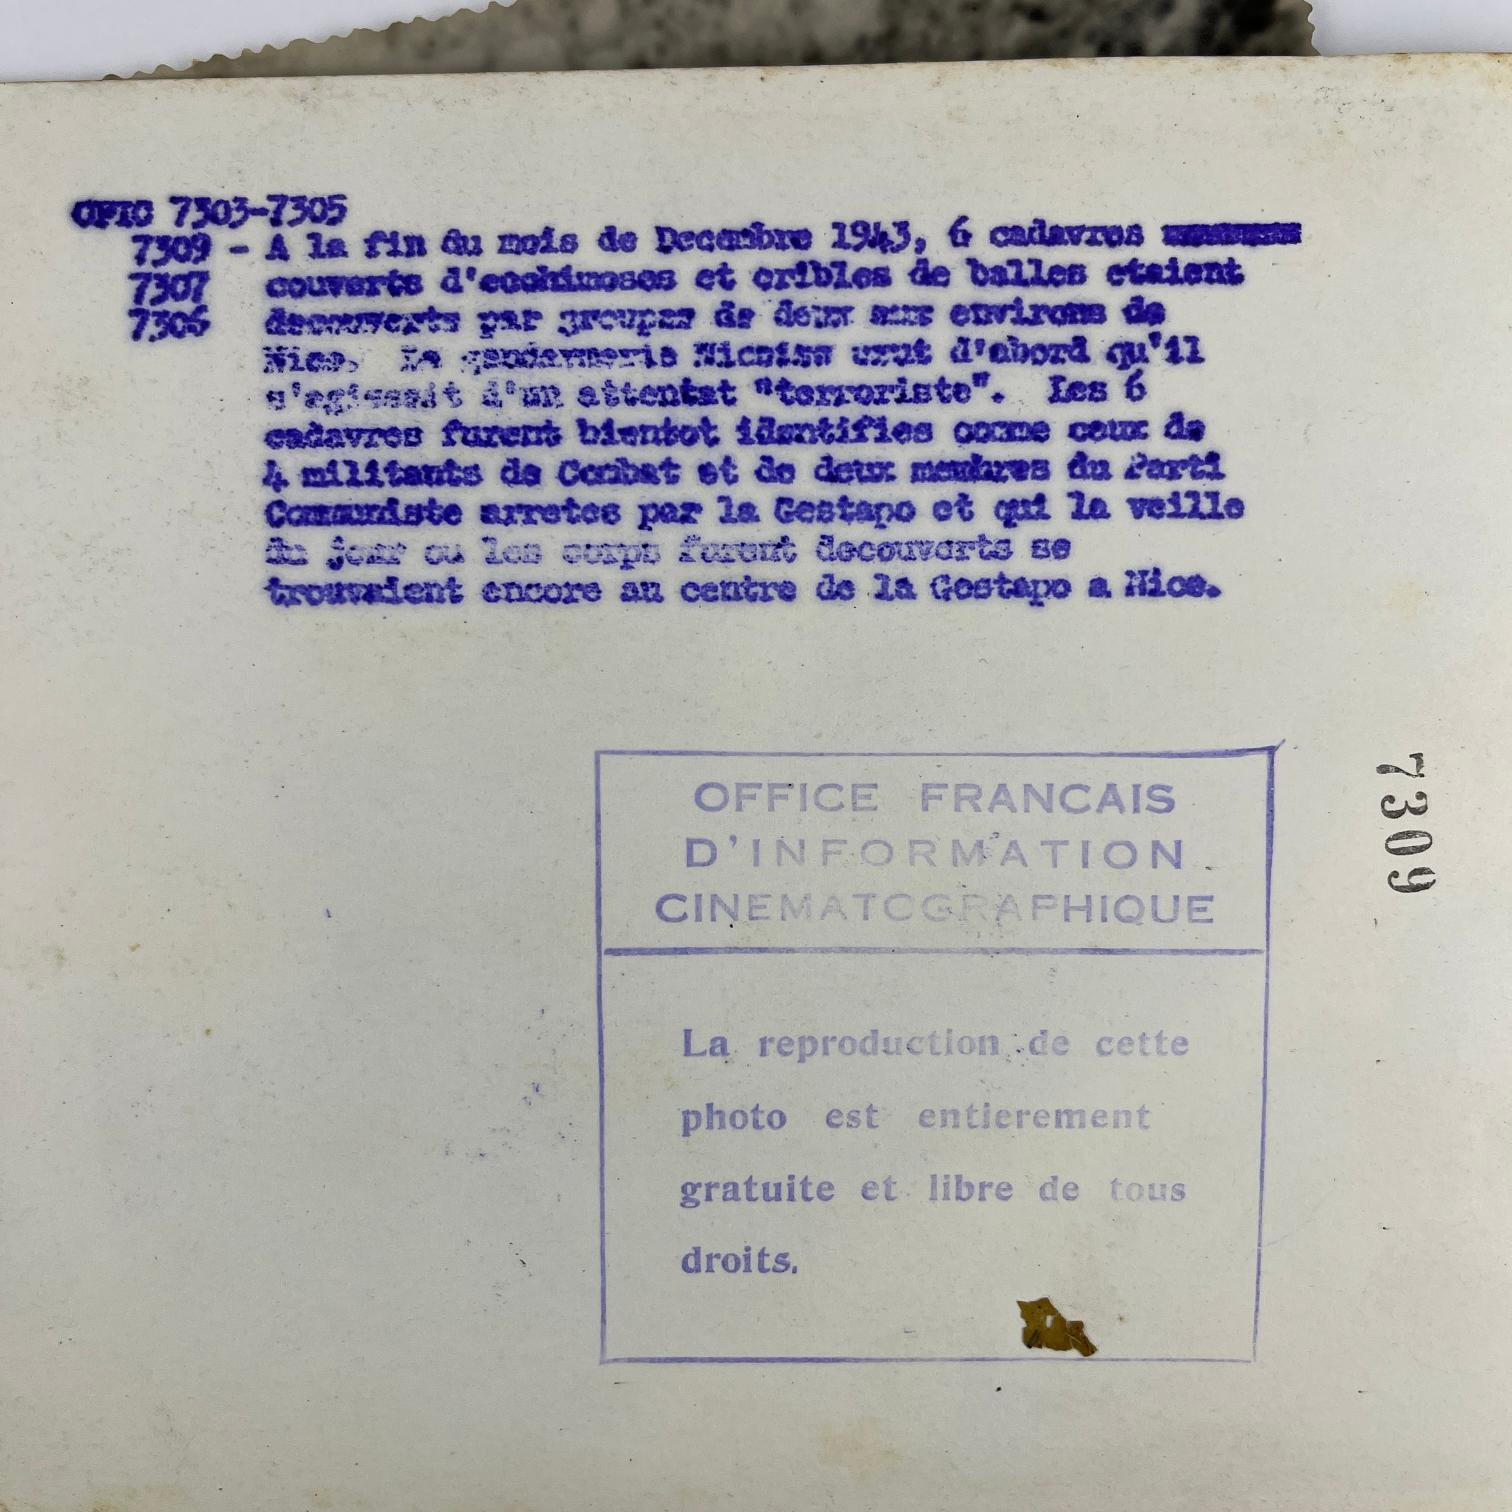 OFIC 7303-7305
7309 - A la fin du mois de Decembre 1943, 6 cadavres
7307 couverts d'ecchimoses et cribles de balles etaient
7306 decouverts par groupes de deux aux environs de
Nice. La gendarmerie Nicoise crut d'abord qu'il
s'agissait d'un attentat "terroriste". Les 6
cadavres furent bientot identifies comme ceux de
4 militants de Combat et de deux membres du Parti
Communiste arretes par la Gestapo et qui la veille
du jour ou les corps furent decouverts se
trouvaient encore au centre de la Gestapo a Nice.
OFFICE FRANCAIS
D'INFORMATION
CINEMATOGRAPHIQUE
La reproduction de cette
photo est entierement
gratuite et libre de tous
droits.
7309